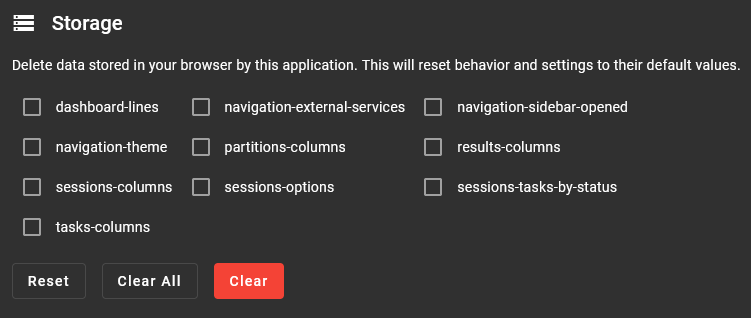 Storage
Delete data stored in your browser by this application. This will reset behavior and settings to their default values.
dashboard-lines navigation-external-services navigation-sidebar-opened
navigation-theme partitions-columns results-columns
sessions-columns sessions-options sessions-tasks-by-status
tasks-columns
Reset Clear All Clear